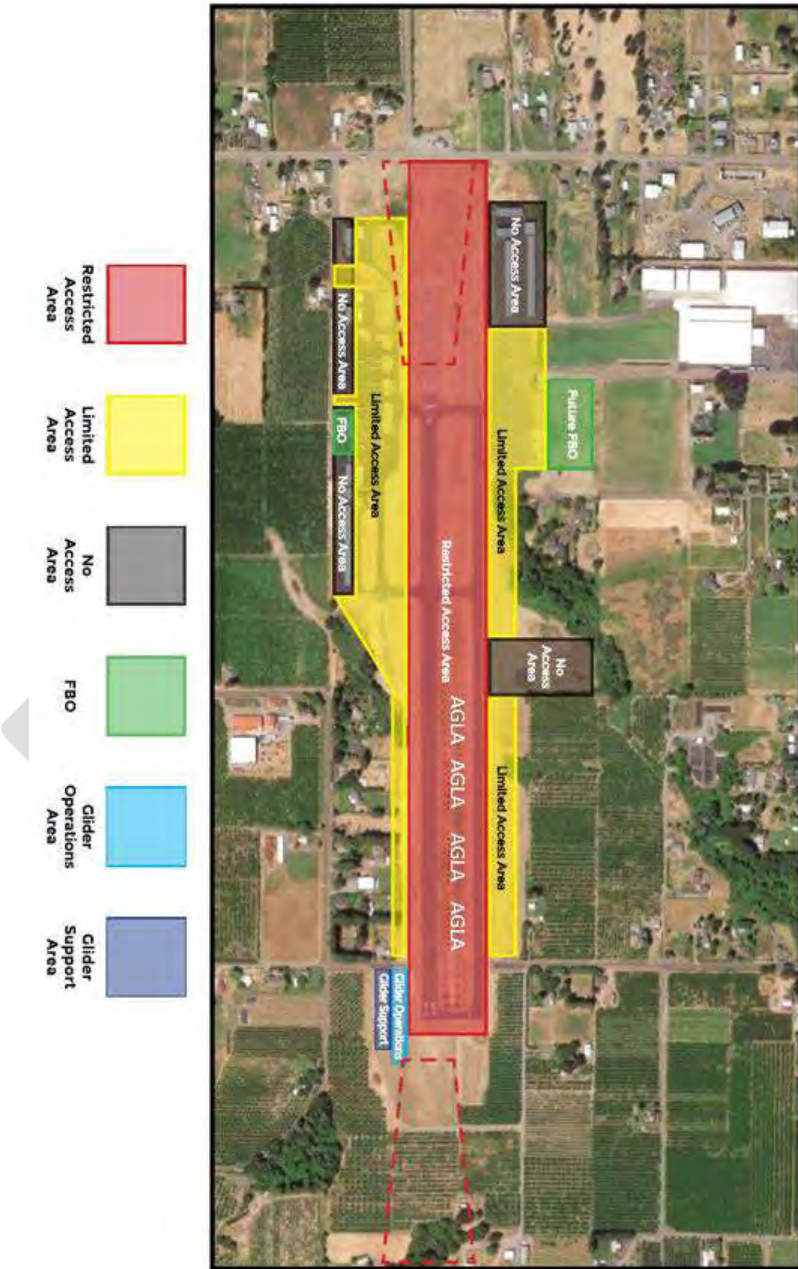 No Access Area
Future FBO
Limited Access Area
No Access Area
FBO
No Access Area
Limited Access Area
Restricted Access Area
No
Access
Area
AGLA AGLA AGLA AGLA
Limited Access Area
Glider Operations
Glider Support
Restricted
Access
Area
Limited
Access
Area
No
Access
Area
FBO
Glider
Operations
Area
Glider
Support
Area